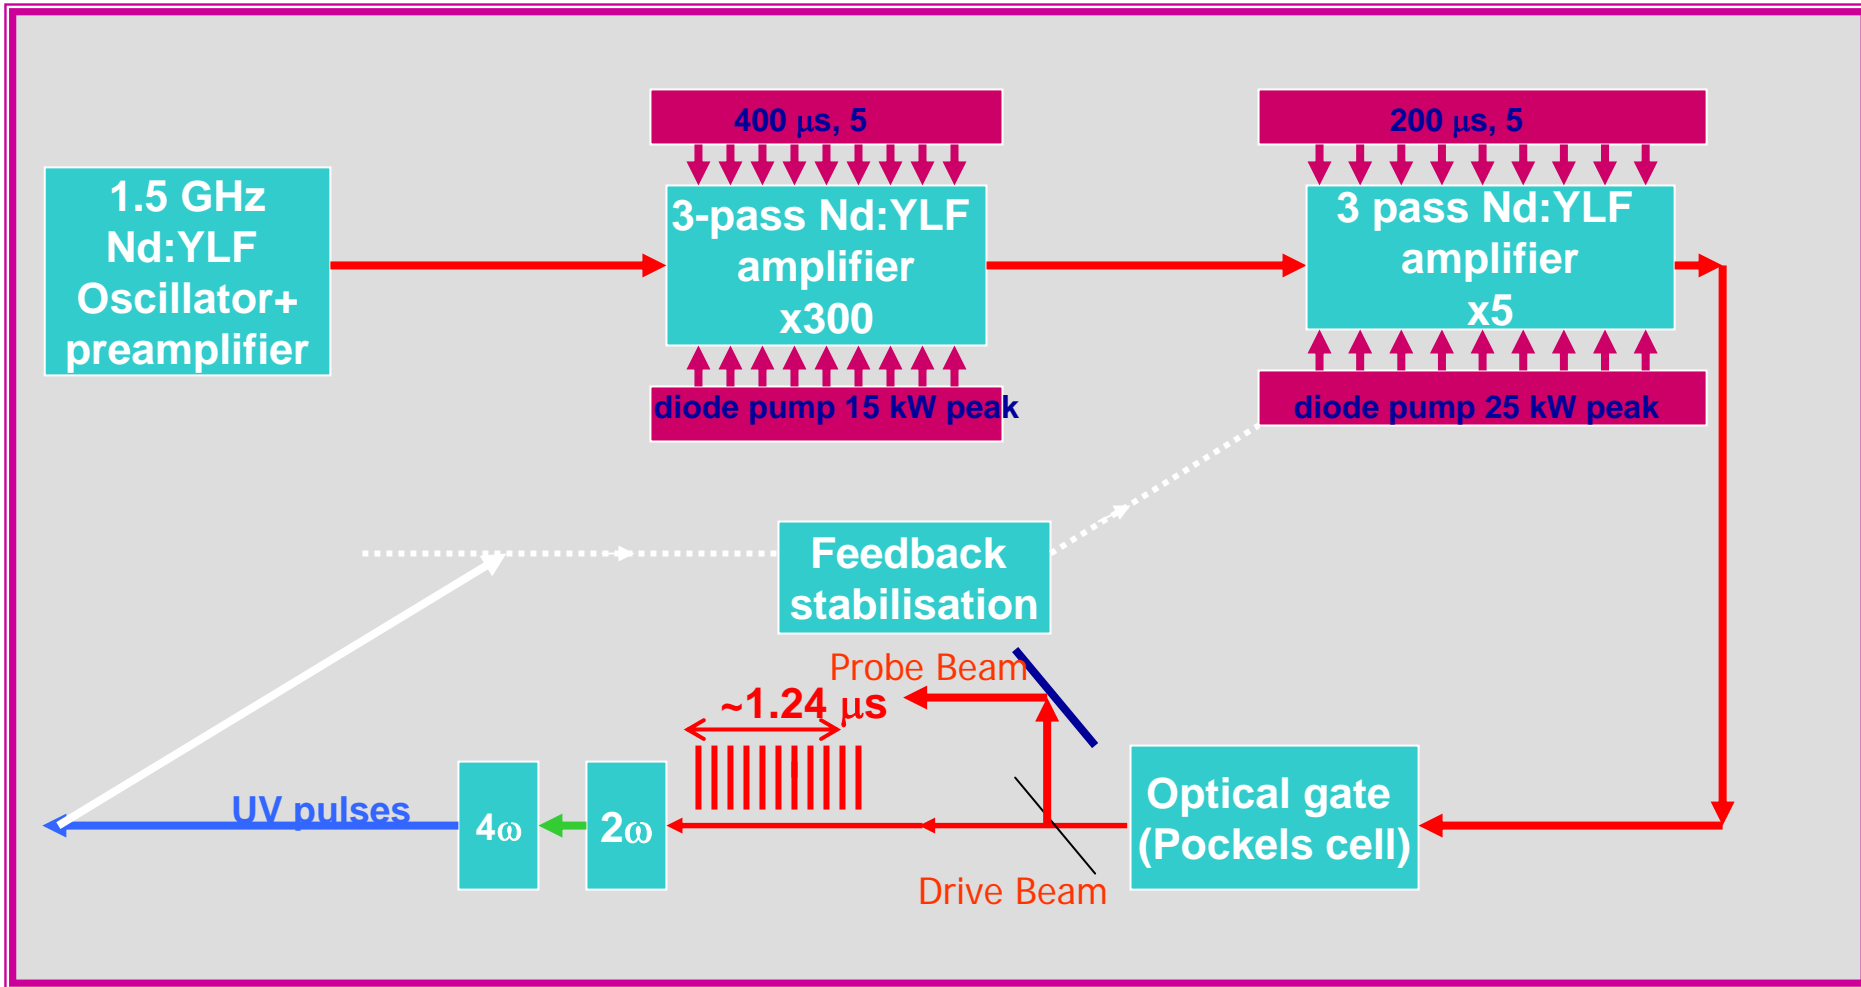 400 μs, 5
200 μs, 5
1.5 GHz
Nd:YLF
Oscillator+
preamplifier
3-pass Nd:YLF
amplifier
x300
3 pass Nd:YLF
amplifier
x5
diode pump 15 kW peak
diode pump 25 kW peak
Feedback
stabilisation
Probe Beam
~1.24 μs
UV pulses
4ω
2ω
Optical gate
(Pockels cell)
Drive Beam